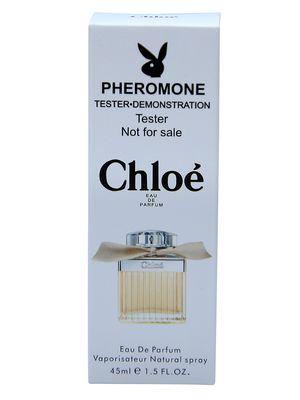 PHEROMONE
TESTER•DEMONSTRATION
Tester
Not for sale
Chloé
EAU
DE
PARFUM
Chloé
Eau De Parfum
Vaporisateur Natural spray
45ml ℮ 1.5 FL.OZ.